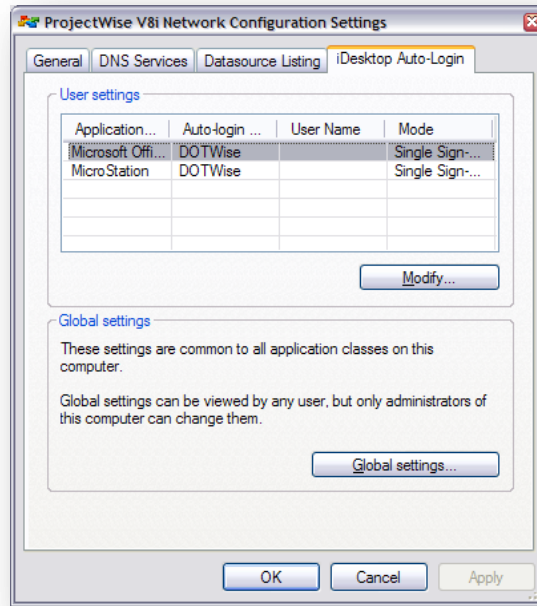 ProjectWise V8i Network Configuration Settings
General DNS Services Datasource Listing iDesktop Auto-Login
User settings
Application... Auto-login ... User Name Mode
Microsoft Offi... DOTWise Single Sign-...
MicroStation DOTWise Single Sign-...
Modify...
Global settings
These settings are common to all application classes on this
computer.
Global settings can be viewed by any user, but only administrators of
this computer can change them.
Global settings...
OK Cancel Apply